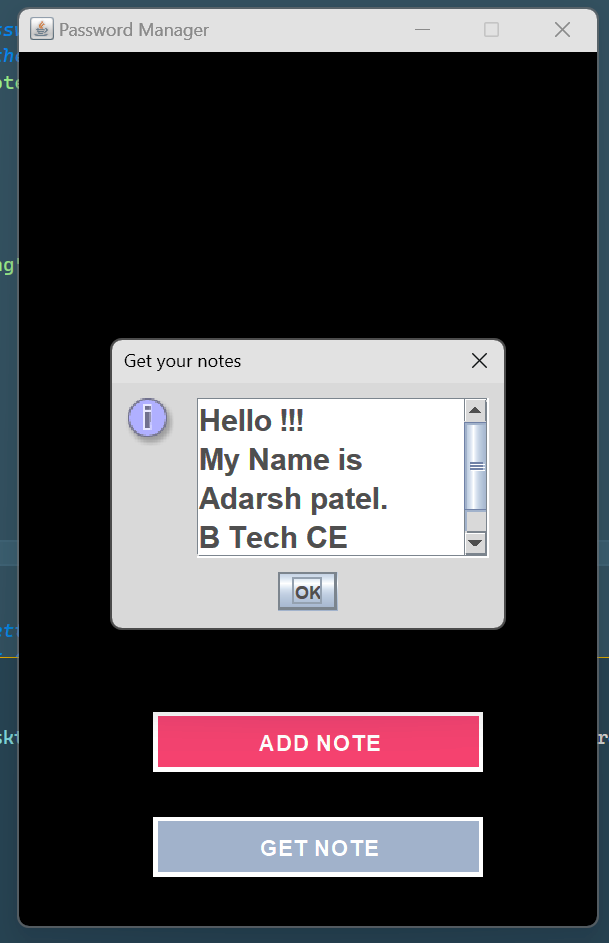 Password Manager
Get your notes
Hello !!!
My Name is
Adarsh patel.
B Tech CE
OK
ADD NOTE
GET NOTE